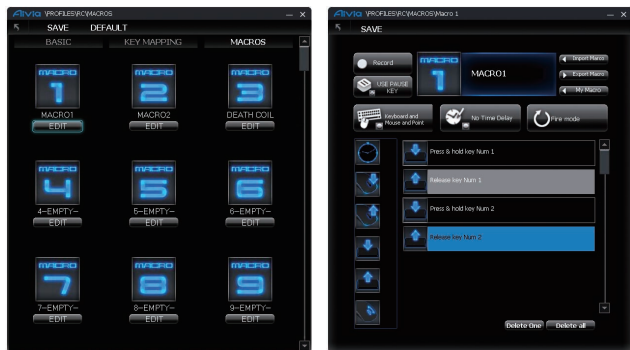 Aivia \PROFILES\RC\MACROS
SAVE DEFAULT
BASIC KEY MAPPING MACROS
MACRO MACRO MACRO
1 2 3
MACRO1 MACRO2 DEATH COIL
EDIT EDIT EDIT
MACRO MACRO MACRO
4 5 6
4-EMPTY- 5-EMPTY- 6-EMPTY-
EDIT EDIT EDIT
MACRO MACRO MACRO
7 8 9
7-EMPTY- 8-EMPTY- 9-EMPTY-
EDIT EDIT EDIT
Aivia \PROFILES\RC\MACROS\Macro 1
SAVE
Record
USE PAUSE
KEY
MACRO
1
MACRO1
Import Marco
Export Macro
My Macro
Keyboard and
Mouse and Point
No Time Delay
Fire mode
Press & hold key Num 1
Release key Num 1
Press & hold key Num 2
Release key Num 2
Delete One Delete all